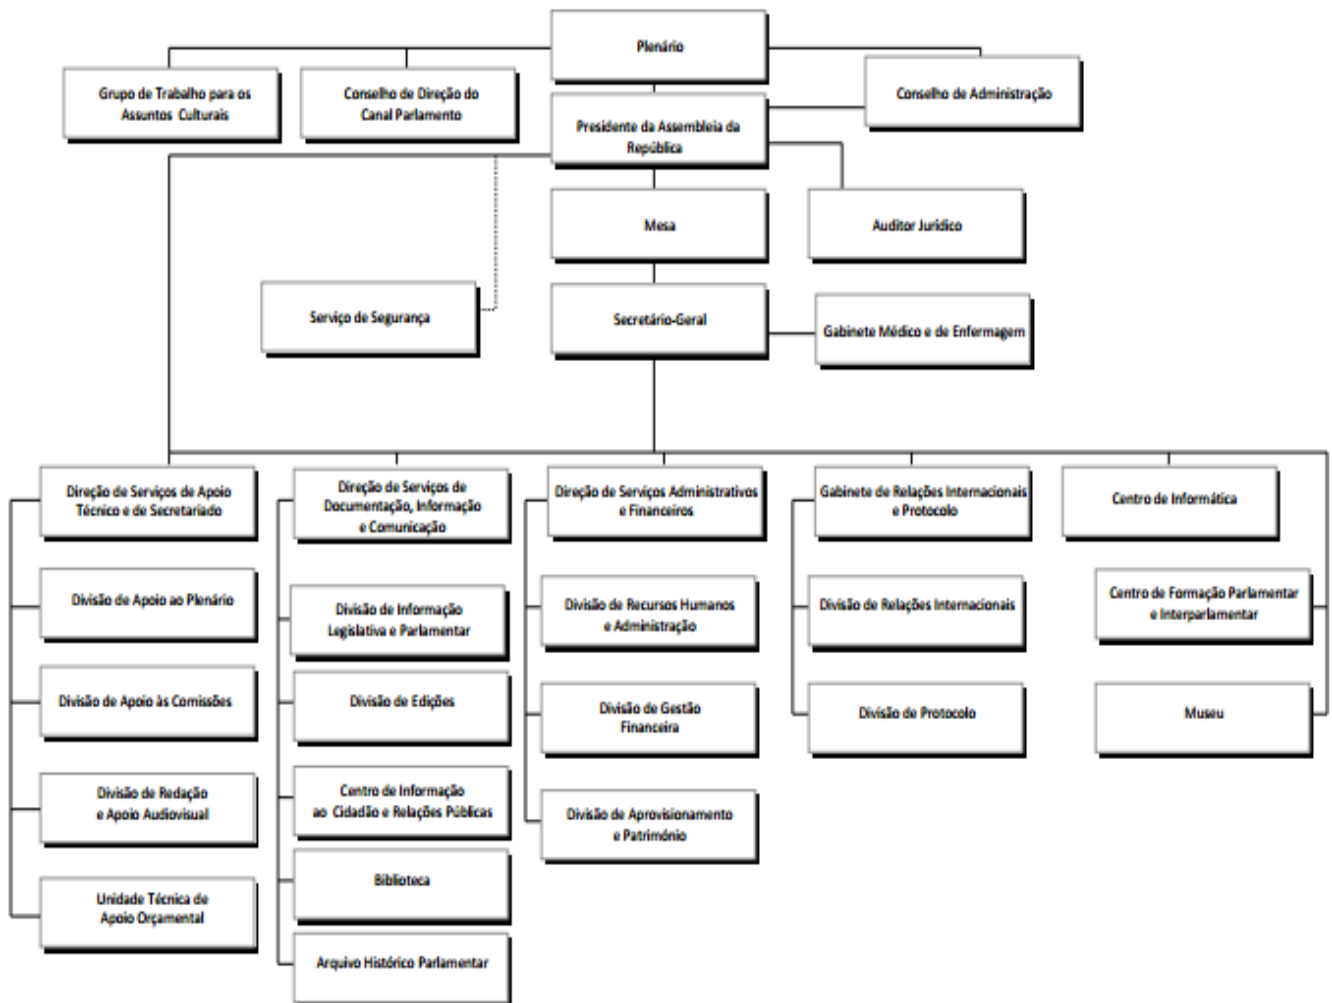 Plenário
Grupo de Trabalho para os
Assuntos Culturais
Conselho de Direção do
Canal Parlamento
Conselho de Administração
Presidente da Assembleia da
República
Mesa
Auditor Jurídico
Serviço de Segurança
Secretário-Geral
Gabinete Médico e de Enfermagem
Direção de Serviços de Apoio
Técnico e de Secretariado
Direção de Serviços de
Documentação, Informação
e Comunicação
Direção de Serviços Administrativos
e Financeiros
Gabinete de Relações Internacionais
e Protocolo
Centro de Informática
Divisão de Apoio ao Plenário
Divisão de Informação
Legislativa e Parlamentar
Divisão de Recursos Humanos
e Administração
Divisão de Relações Internacionais
Centro de Formação Parlamentar
e Interparlamentar
Divisão de Apoio às Comissões
Divisão de Edições
Divisão de Gestão
Financeira
Divisão de Protocolo
Museu
Divisão de Redação
e Apoio Audiovisual
Centro de Informação
ao Cidadão e Relações Públicas
Divisão de Aprovisionamento
e Património
Unidade Técnica de
Apoio Orçamental
Biblioteca
Arquivo Histórico Parlamentar